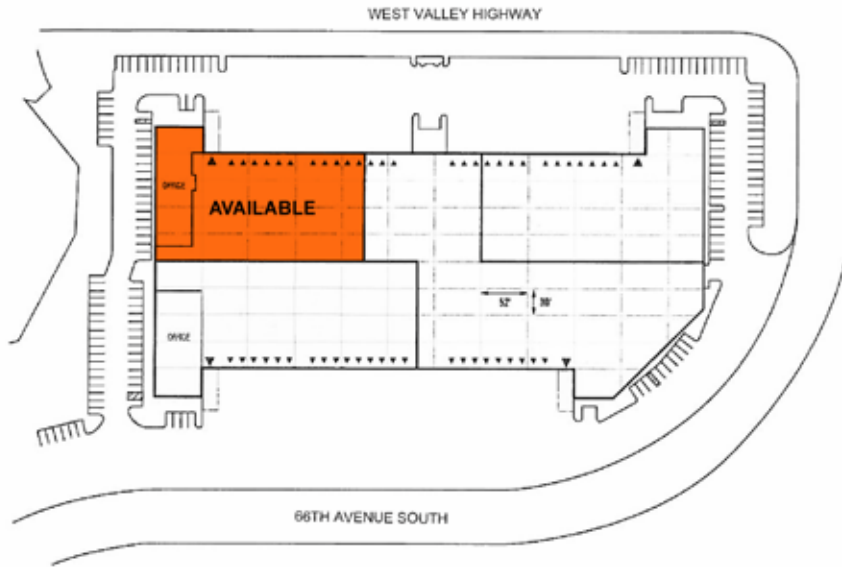 WEST VALLEY HIGHWAY
OFFICE
AVAILABLE
52'
OFFICE
66TH AVENUE SOUTH